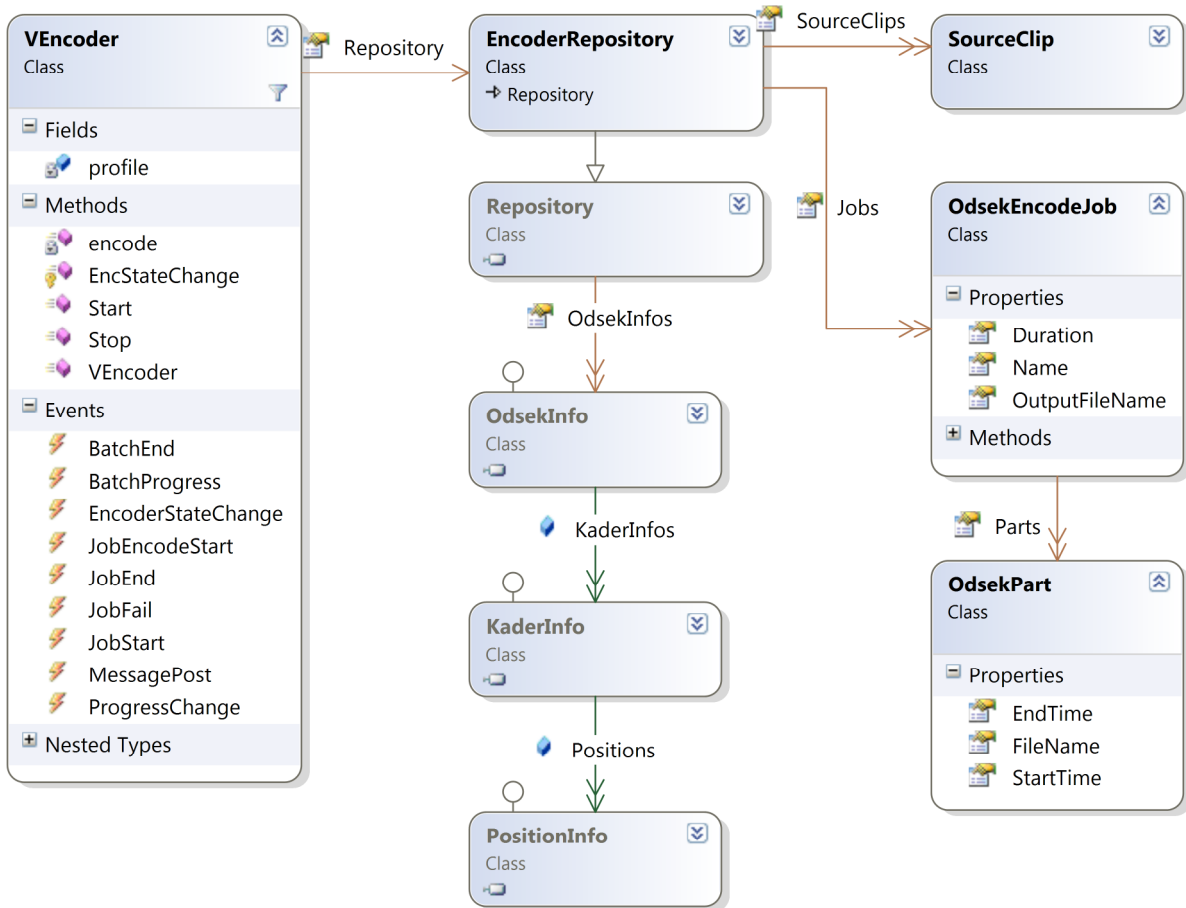 VEncoder
Class
Fields
profile
Methods
encode
EncStateChange
Start
Stop
VEncoder
Events
BatchEnd
BatchProgress
EncoderStateChange
JobEncodeStart
JobEnd
JobFail
JobStart
MessagePost
ProgressChange
Nested Types
Repository
EncoderRepository
Class
Repository
SourceClips
SourceClip
Class
Jobs
Repository
Class
OdsekInfos
OdsekInfo
Class
KaderInfos
KaderInfo
Class
Positions
PositionInfo
Class
OdsekEncodeJob
Class
Properties
Duration
Name
OutputFileName
Methods
Parts
OdsekPart
Class
Properties
EndTime
FileName
StartTime